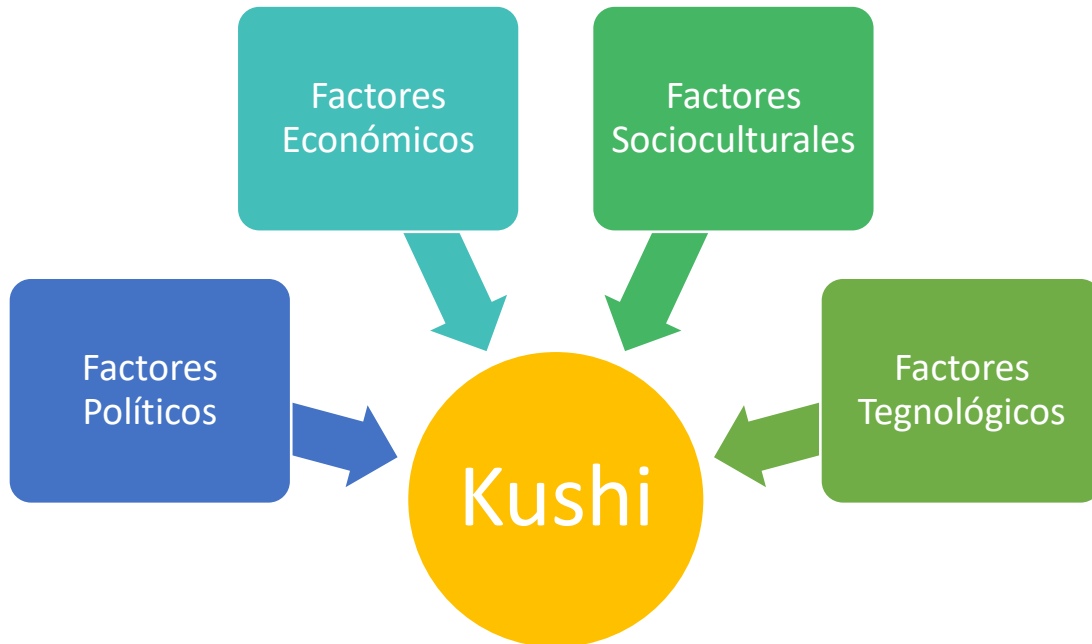 Factores
Económicos
Factores
Socioculturales
Factores
Políticos
Factores
Tegnológicos
Kushi